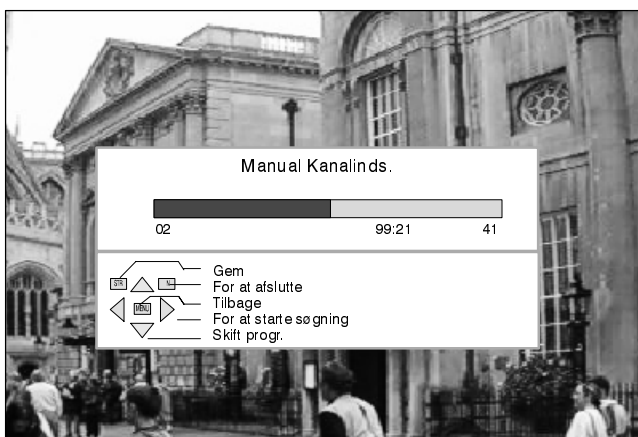 Manual Kanalinds.
02 99:21 41
STR N Gem
For at afslutte
MENU Tilbage
For at starte søgning
Skift progr.